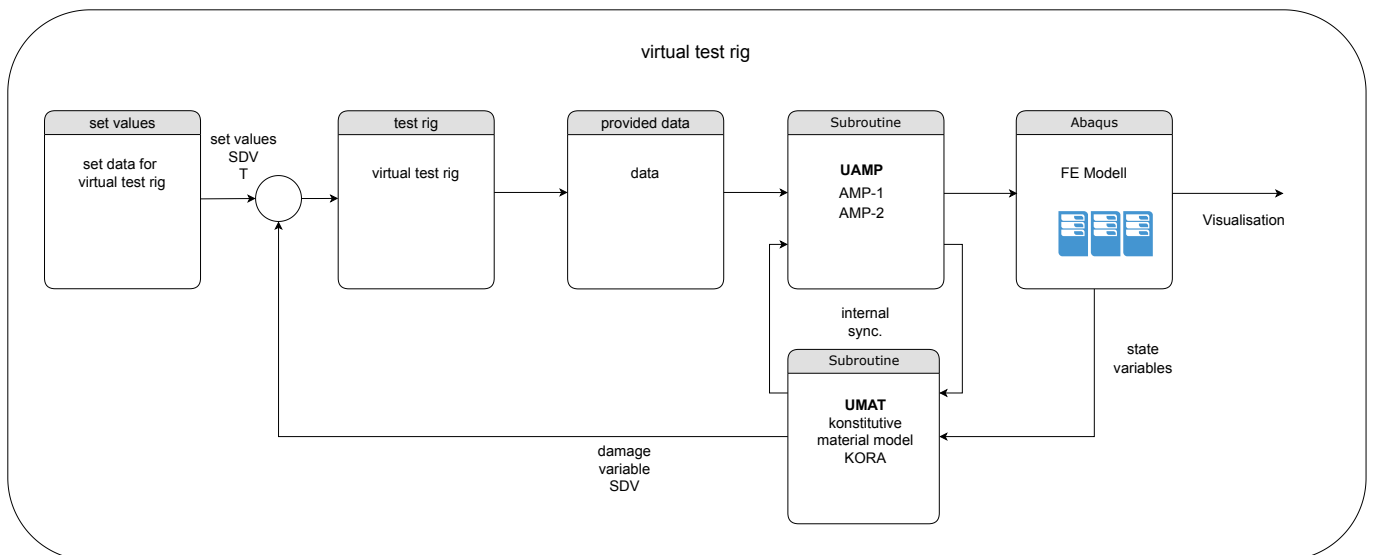 virtual test rig
set values
set data for
virtual test rig
set values
SDV
T
test rig
virtual test rig
provided data
data
Subroutine
UAMP
AMP-1
AMP-2
Abaqus
FE Modell
Visualisation
internal
sync.
state
variables
Subroutine
UMAT
konstitutive
material model
KORA
damage
variable
SDV